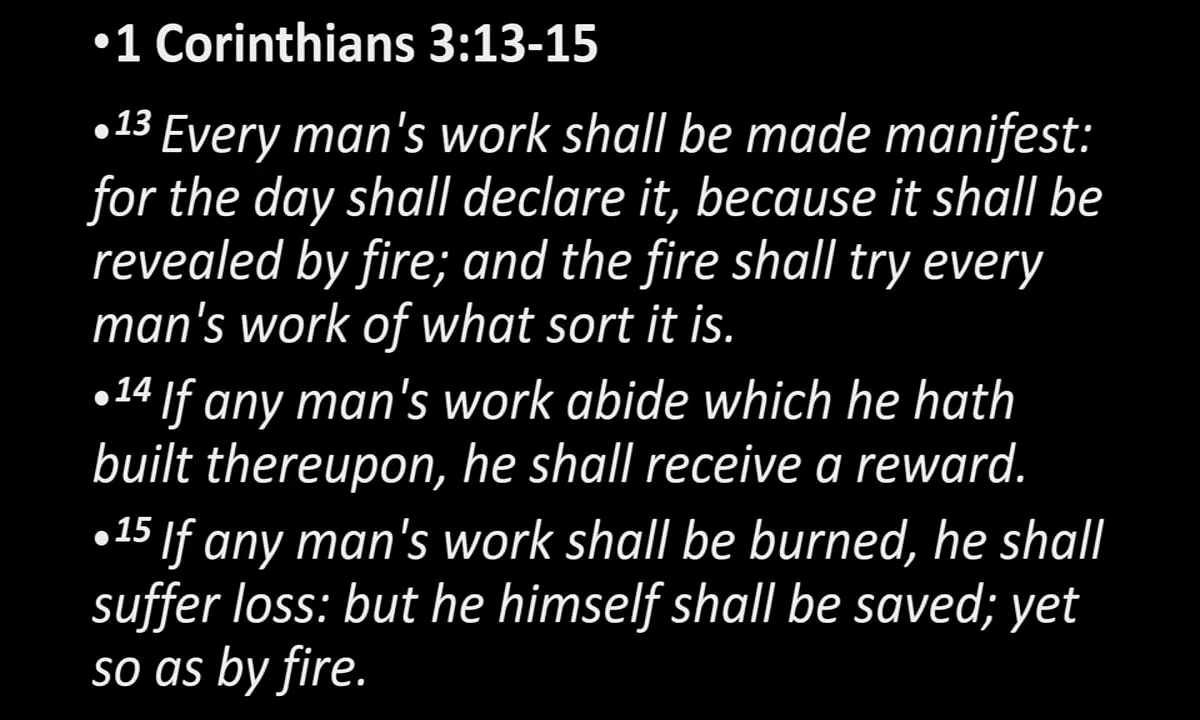 •1 Corinthians 3:13-15
•13 Every man's work shall be made manifest:
for the day shall declare it, because it shall be
revealed by fire; and the fire shall try every
man's work of what sort it is.
•14 If any man's work abide which he hath
built thereupon, he shall receive a reward.
•15 If any man's work shall be burned, he shall
suffer loss: but he himself shall be saved; yet
so as by fire.